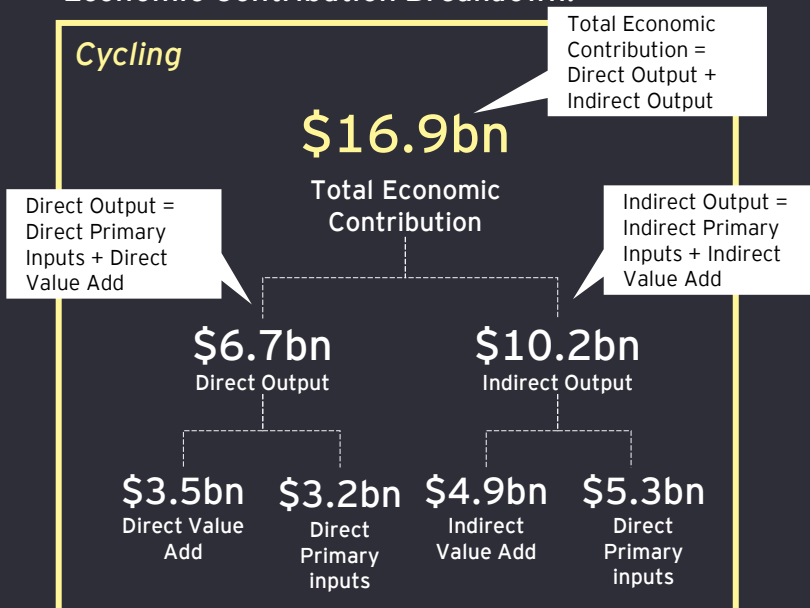 Economic Contribution Breakdown:
Cycling
Total Economic
Contribution =
Direct Output +
Indirect Output
$16.9bn
Total Economic
Contribution
Direct Output =
Direct Primary
Inputs + Direct
Value Add
Indirect Output =
Indirect Primary
Inputs + Indirect
Value Add
$6.7bn
Direct Output
$10.2bn
Indirect Output
$3.5bn
Direct Value
Add
$3.2bn
Direct
Primary
inputs
$4.9bn
Indirect
Value Add
$5.3bn
Direct
Primary
inputs